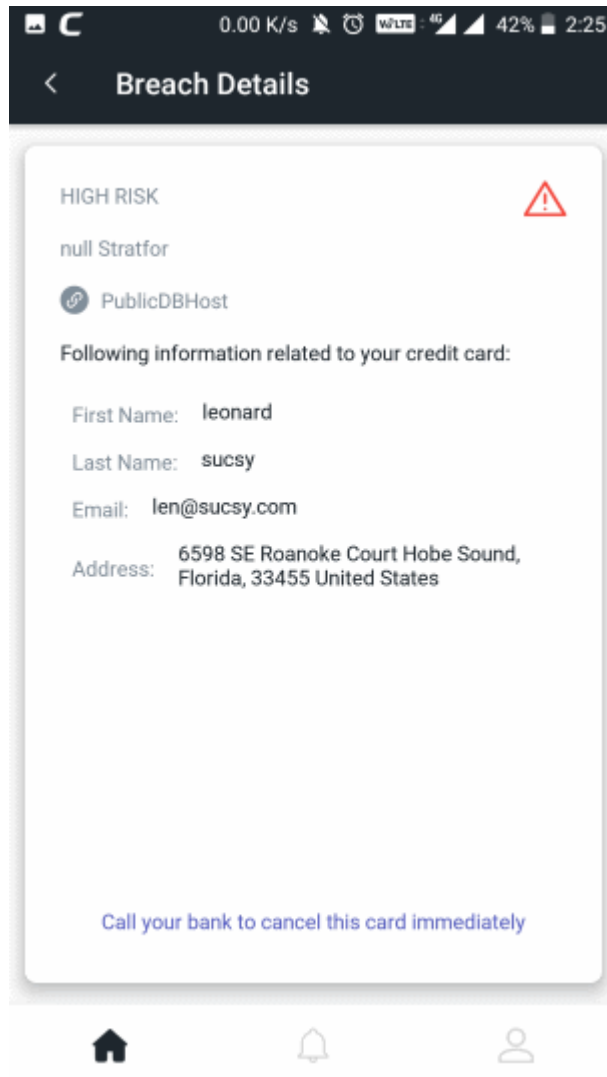 0.00 K/s VoLTE 4G 42% 2:25
Breach Details
HIGH RISK
null Stratfor
PublicDBHost
Following information related to your credit card:
First Name: leonard
Last Name: sucsy
Email: len@sucsy.com
Address: 6598 SE Roanoke Court Hobe Sound,
Florida, 33455 United States
Call your bank to cancel this card immediately